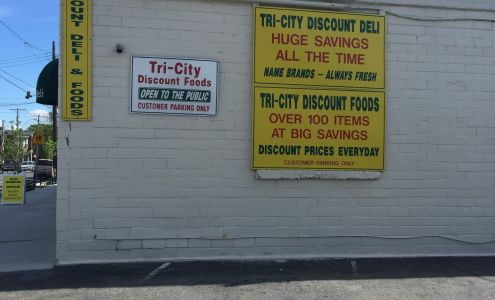 OUNT DELI & FOODS
Tri-City
Discount Foods
OPEN TO THE PUBLIC
CUSTOMER PARKING ONLY
TRI-CITY DISCOUNT DELI
HUGE SAVINGS
ALL THE TIME
NAME BRANDS - ALWAYS FRESH
TRI-CITY DISCOUNT FOODS
OVER 100 ITEMS
AT BIG SAVINGS
DISCOUNT PRICES EVERYDAY
CUSTOMER PARKING ONLY